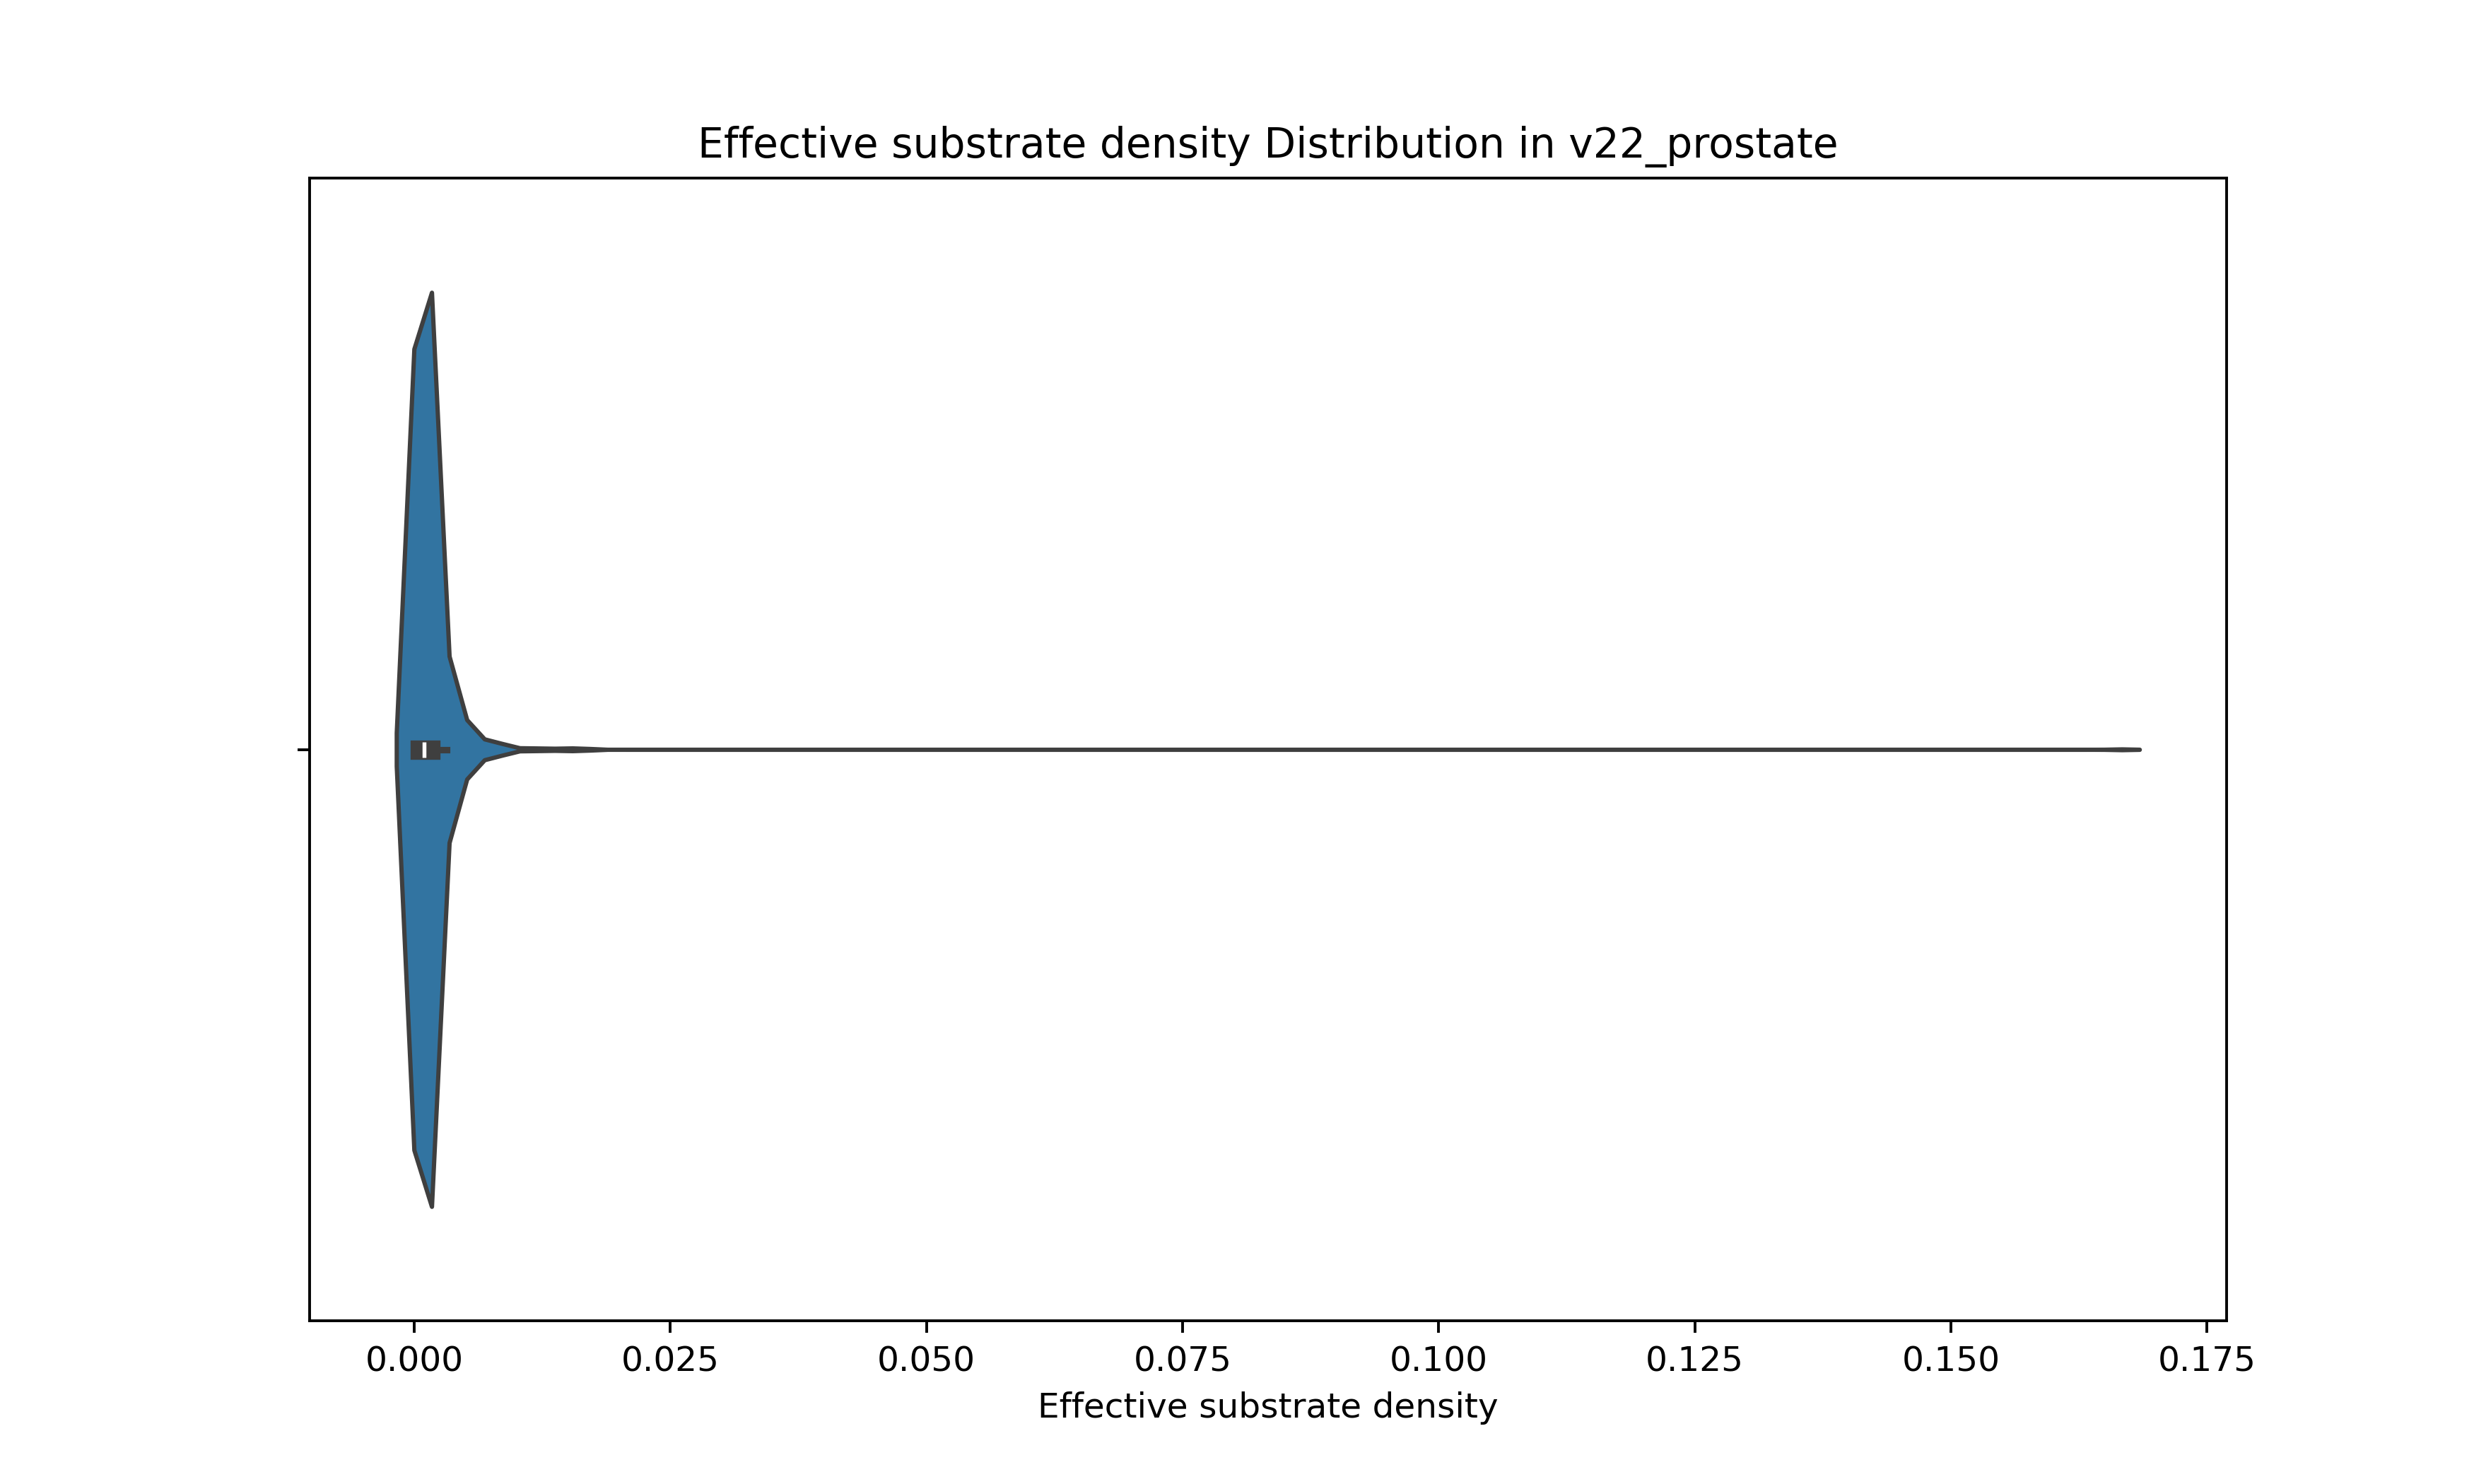 Effective substrate density Distribution in v22_prostate
0.000 0.025 0.050 0.075 0.100 0.125 0.150 0.175
Effective substrate density